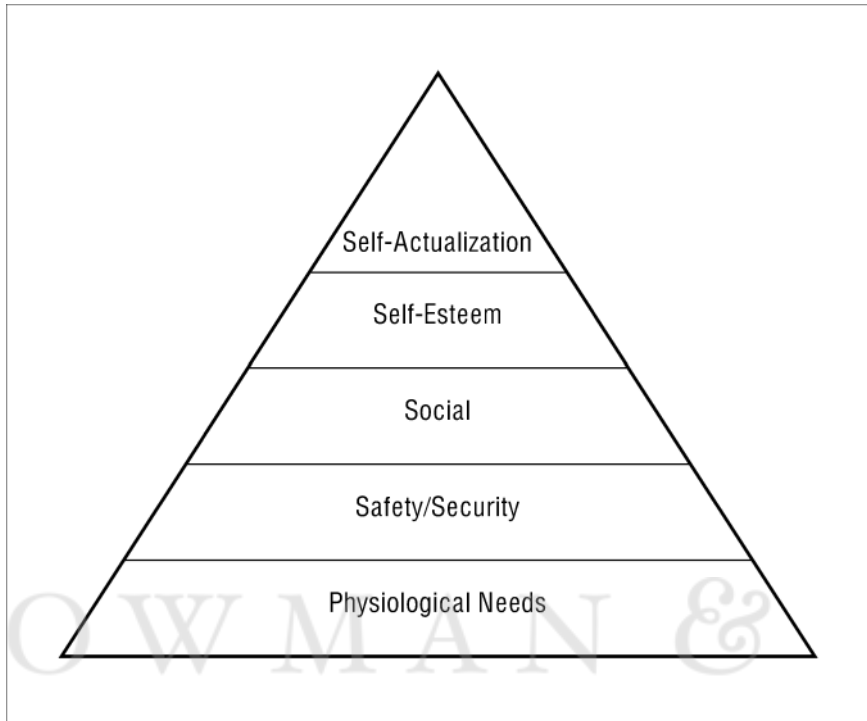 Self-Actualization
Self-Esteem
Social
Safety/Security
Physiological Needs
OWMAN &